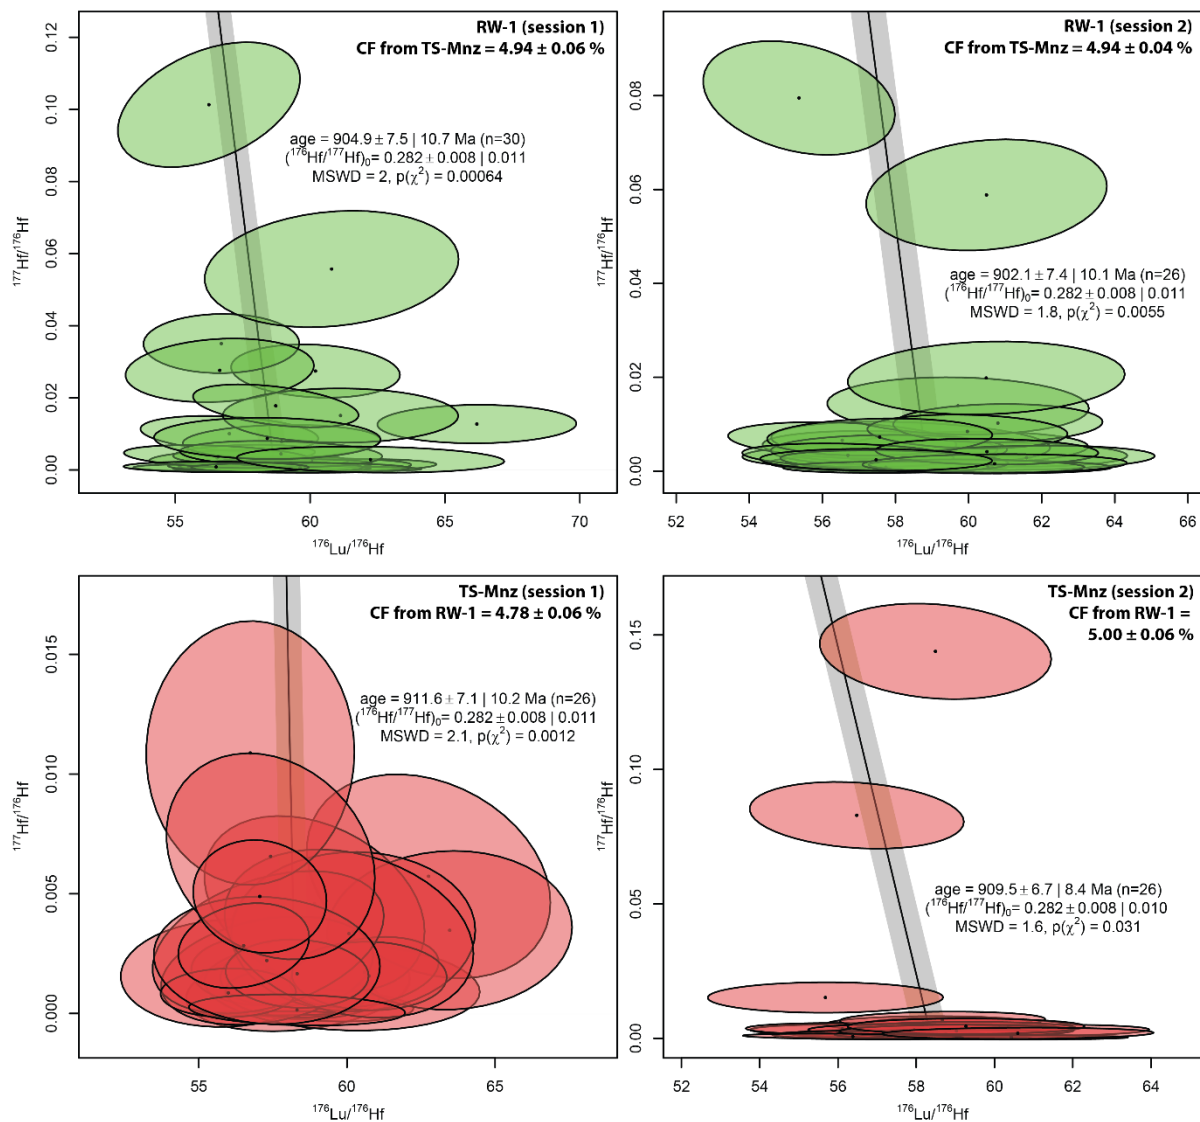 RW-1 (session 1)
CF from TS-Mnz = 4.94 ± 0.06 %
age = 904.9 ± 7.5 | 10.7 Ma (n=30)
(¹⁷⁶Hf/¹⁷⁷Hf)₀= 0.282 ± 0.008 | 0.011
MSWD = 2, p(χ²) = 0.00064
¹⁷⁷Hf/¹⁷⁶Hf
0.12
0.10
0.08
0.06
0.04
0.02
0.00
55 60 65 70
¹⁷⁶Lu/¹⁷⁶Hf
RW-1 (session 2)
CF from TS-Mnz = 4.94 ± 0.04 %
age = 902.1 ± 7.4 | 10.1 Ma (n=26)
(¹⁷⁶Hf/¹⁷⁷Hf)₀= 0.282 ± 0.008 | 0.011
MSWD = 1.8, p(χ²) = 0.0055
¹⁷⁷Hf/¹⁷⁶Hf
0.08
0.06
0.04
0.02
0.00
52 54 56 58 60 62 64 66
¹⁷⁶Lu/¹⁷⁶Hf
TS-Mnz (session 1)
CF from RW-1 = 4.78 ± 0.06 %
age = 911.6 ± 7.1 | 10.2 Ma (n=26)
(¹⁷⁶Hf/¹⁷⁷Hf)₀= 0.282 ± 0.008 | 0.011
MSWD = 2.1, p(χ²) = 0.0012
¹⁷⁷Hf/¹⁷⁶Hf
0.015
0.010
0.005
0.000
55 60 65
¹⁷⁶Lu/¹⁷⁶Hf
TS-Mnz (session 2)
CF from RW-1 =
5.00 ± 0.06 %
age = 909.5 ± 6.7 | 8.4 Ma (n=26)
(¹⁷⁶Hf/¹⁷⁷Hf)₀= 0.282 ± 0.008 | 0.010
MSWD = 1.6, p(χ²) = 0.031
¹⁷⁷Hf/¹⁷⁶Hf
0.15
0.10
0.05
0.00
52 54 56 58 60 62 64
¹⁷⁶Lu/¹⁷⁶Hf